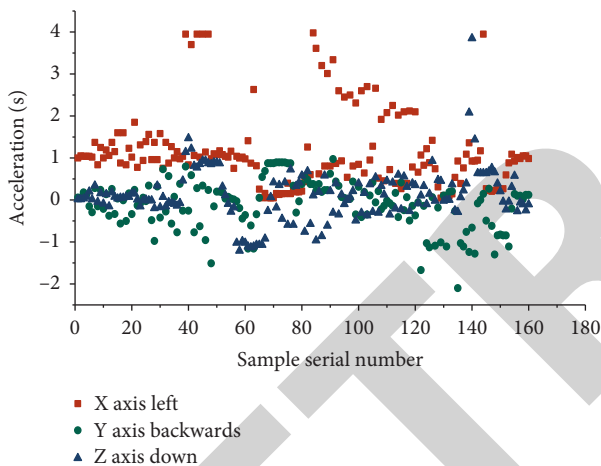 4
3
2
1
0
−1
−2
Acceleration (s)
0 20 40 60 80 100 120 140 160 180
Sample serial number
X axis left
Y axis backwards
Z axis down